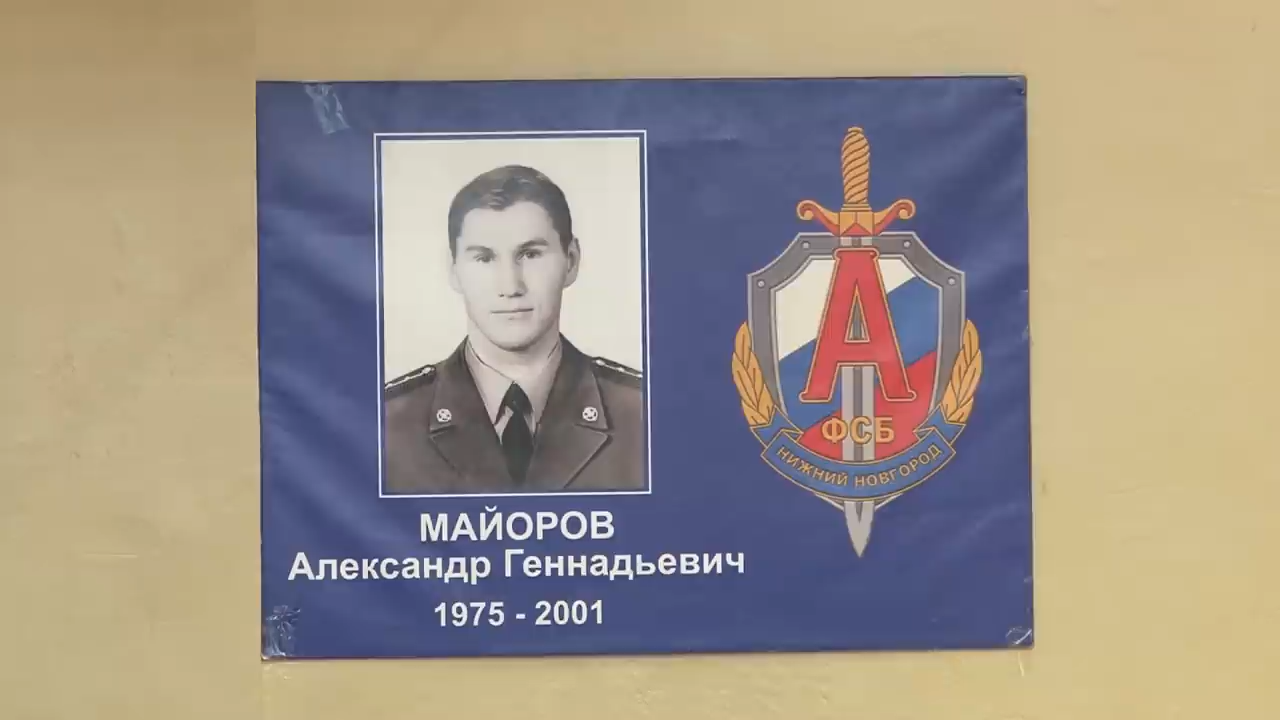 МАЙОРОВ
Александр Геннадьевич
1975 - 2001
А
ФСБ
НИЖНИЙ НОВГОРОД